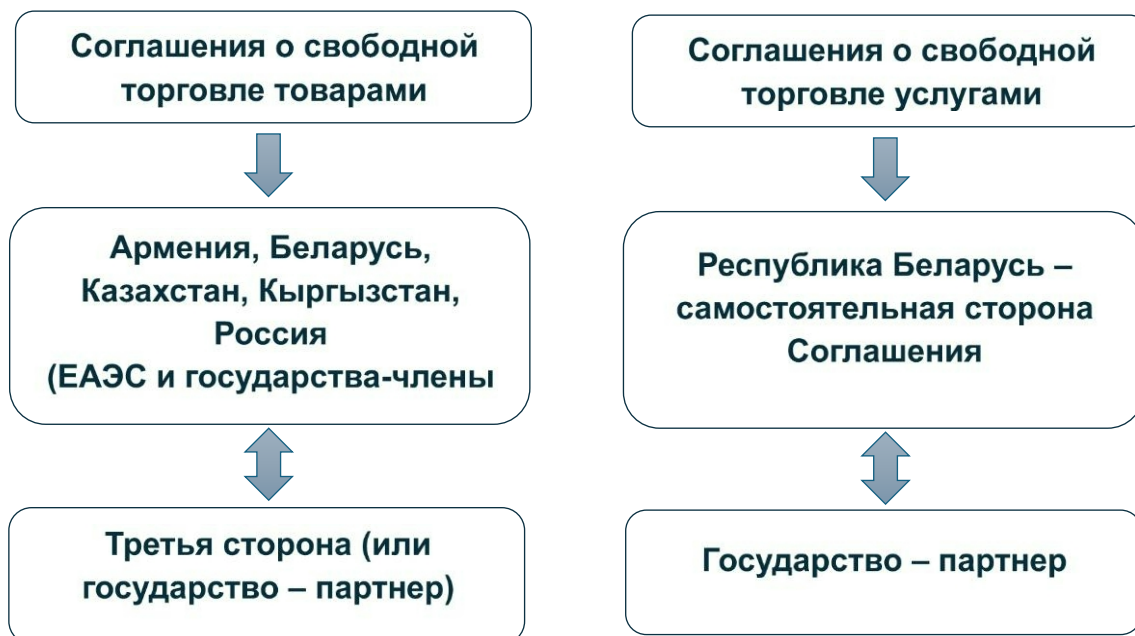 Соглашения о свободной
торговле товарами
Армения, Беларусь,
Казахстан, Кыргызстан,
Россия
(ЕАЭС и государства-члены
Третья сторона (или
государство – партнер)
Соглашения о свободной
торговле услугами
Республика Беларусь –
самостоятельная сторона
Соглашения
Государство – партнер